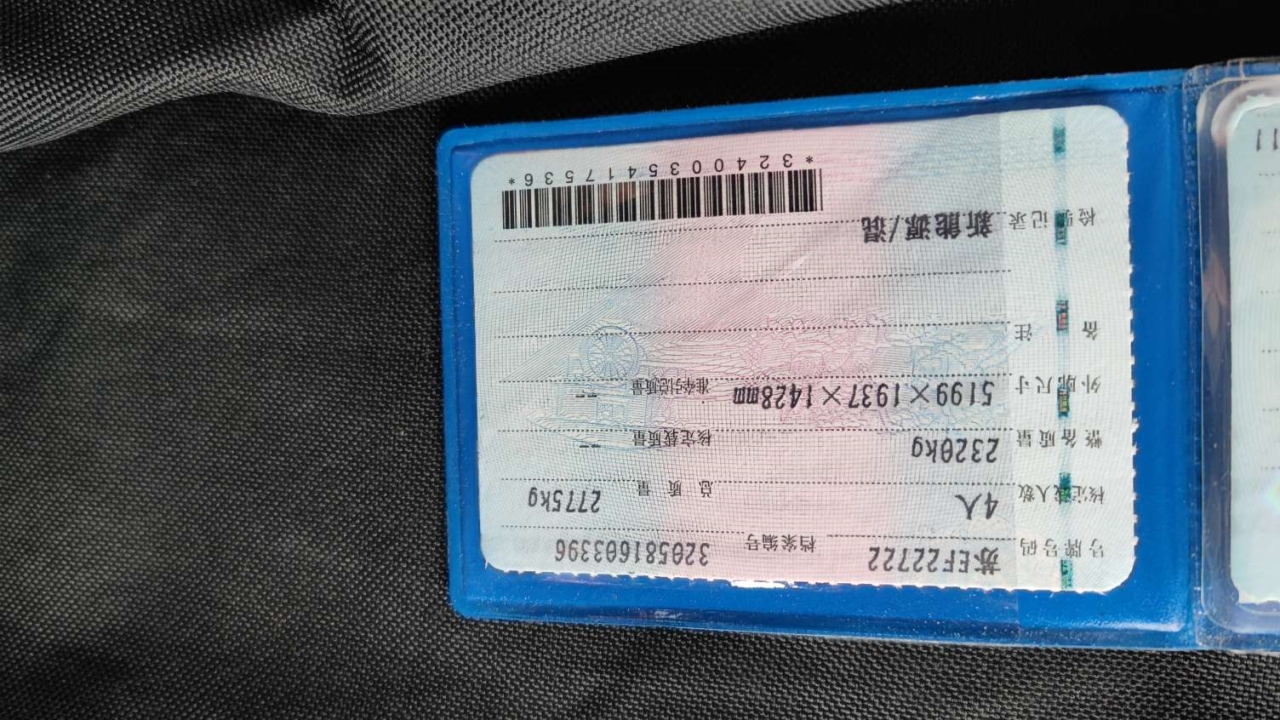 号牌号码 苏EF22722 档案编号 320581603396
核定载人数 4人 总质量 2775kg
整备质量 2320kg 核定载质量 --
外廓尺寸 5199×1937×1428mm 准牵引总质量 --
备注
检验记录 新能源/混
*3240035417536*